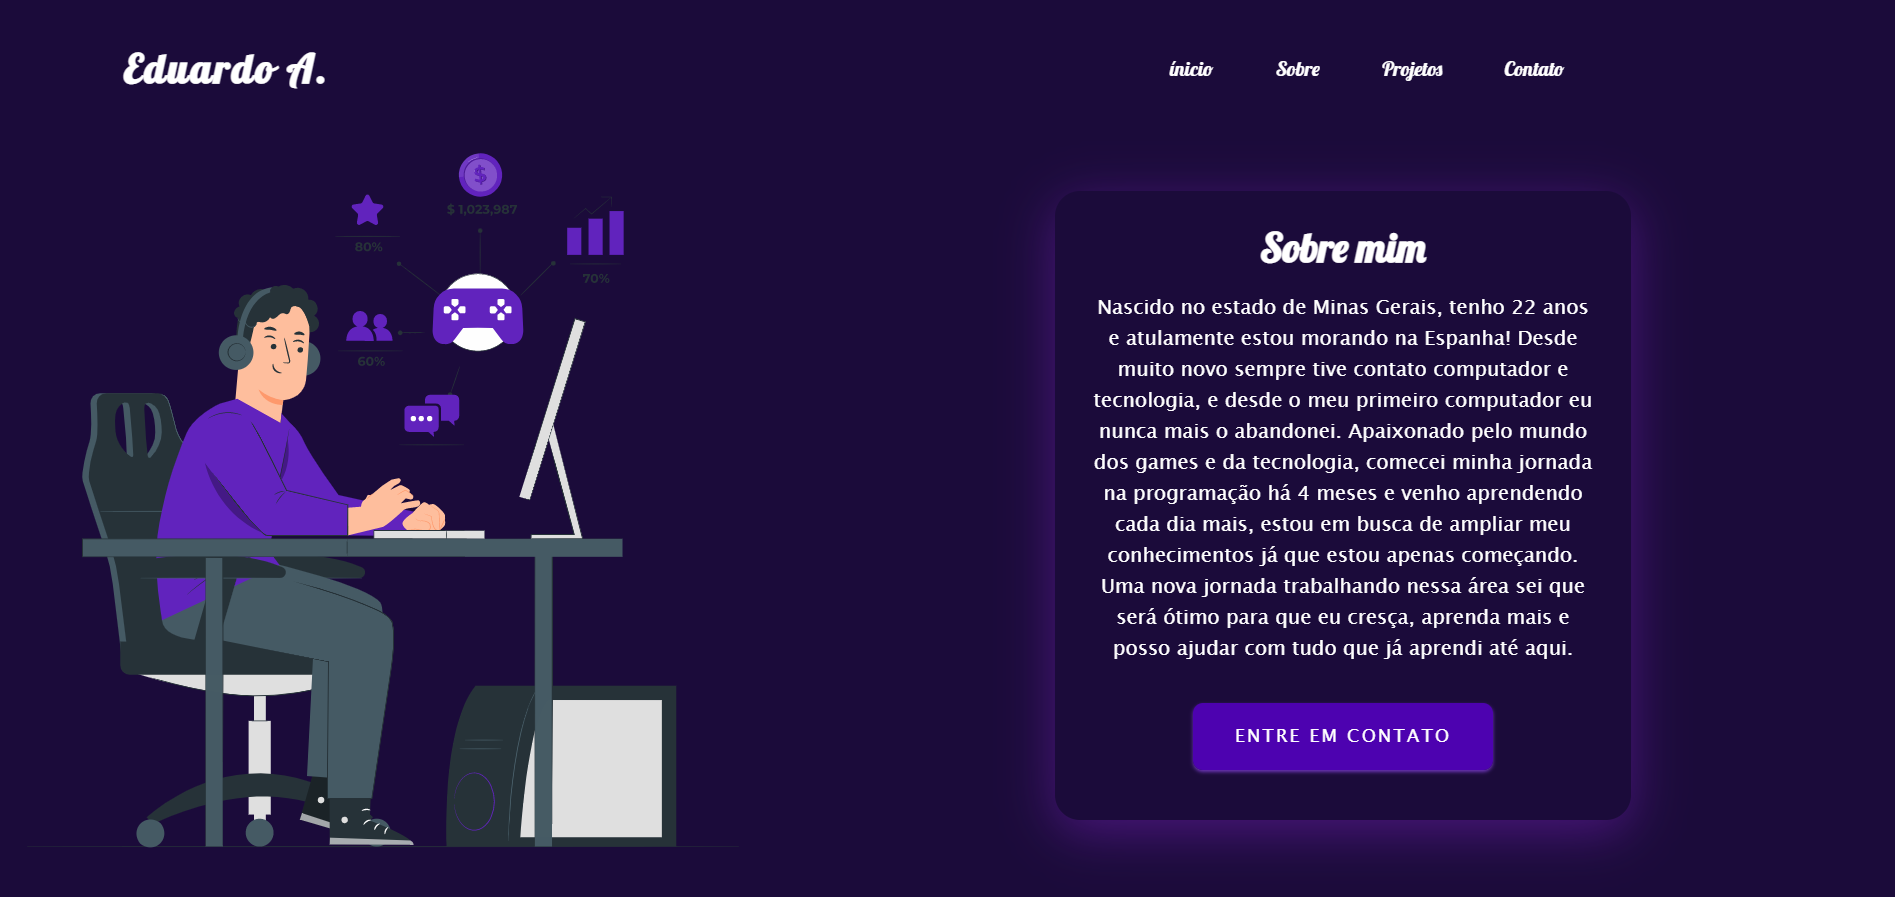 Eduardo A.
ínicio
Sobre
Projetos
Contato
$ 1,023,987
80%
70%
60%
Sobre mim
Nascido no estado de Minas Gerais, tenho 22 anos
e atulamente estou morando na Espanha! Desde
muito novo sempre tive contato computador e
tecnologia, e desde o meu primeiro computador eu
nunca mais o abandonei. Apaixonado pelo mundo
dos games e da tecnologia, comecei minha jornada
na programação há 4 meses e venho aprendendo
cada dia mais, estou em busca de ampliar meu
conhecimentos já que estou apenas começando.
Uma nova jornada trabalhando nessa área sei que
será ótimo para que eu cresça, aprenda mais e
posso ajudar com tudo que já aprendi até aqui.
ENTRE EM CONTATO